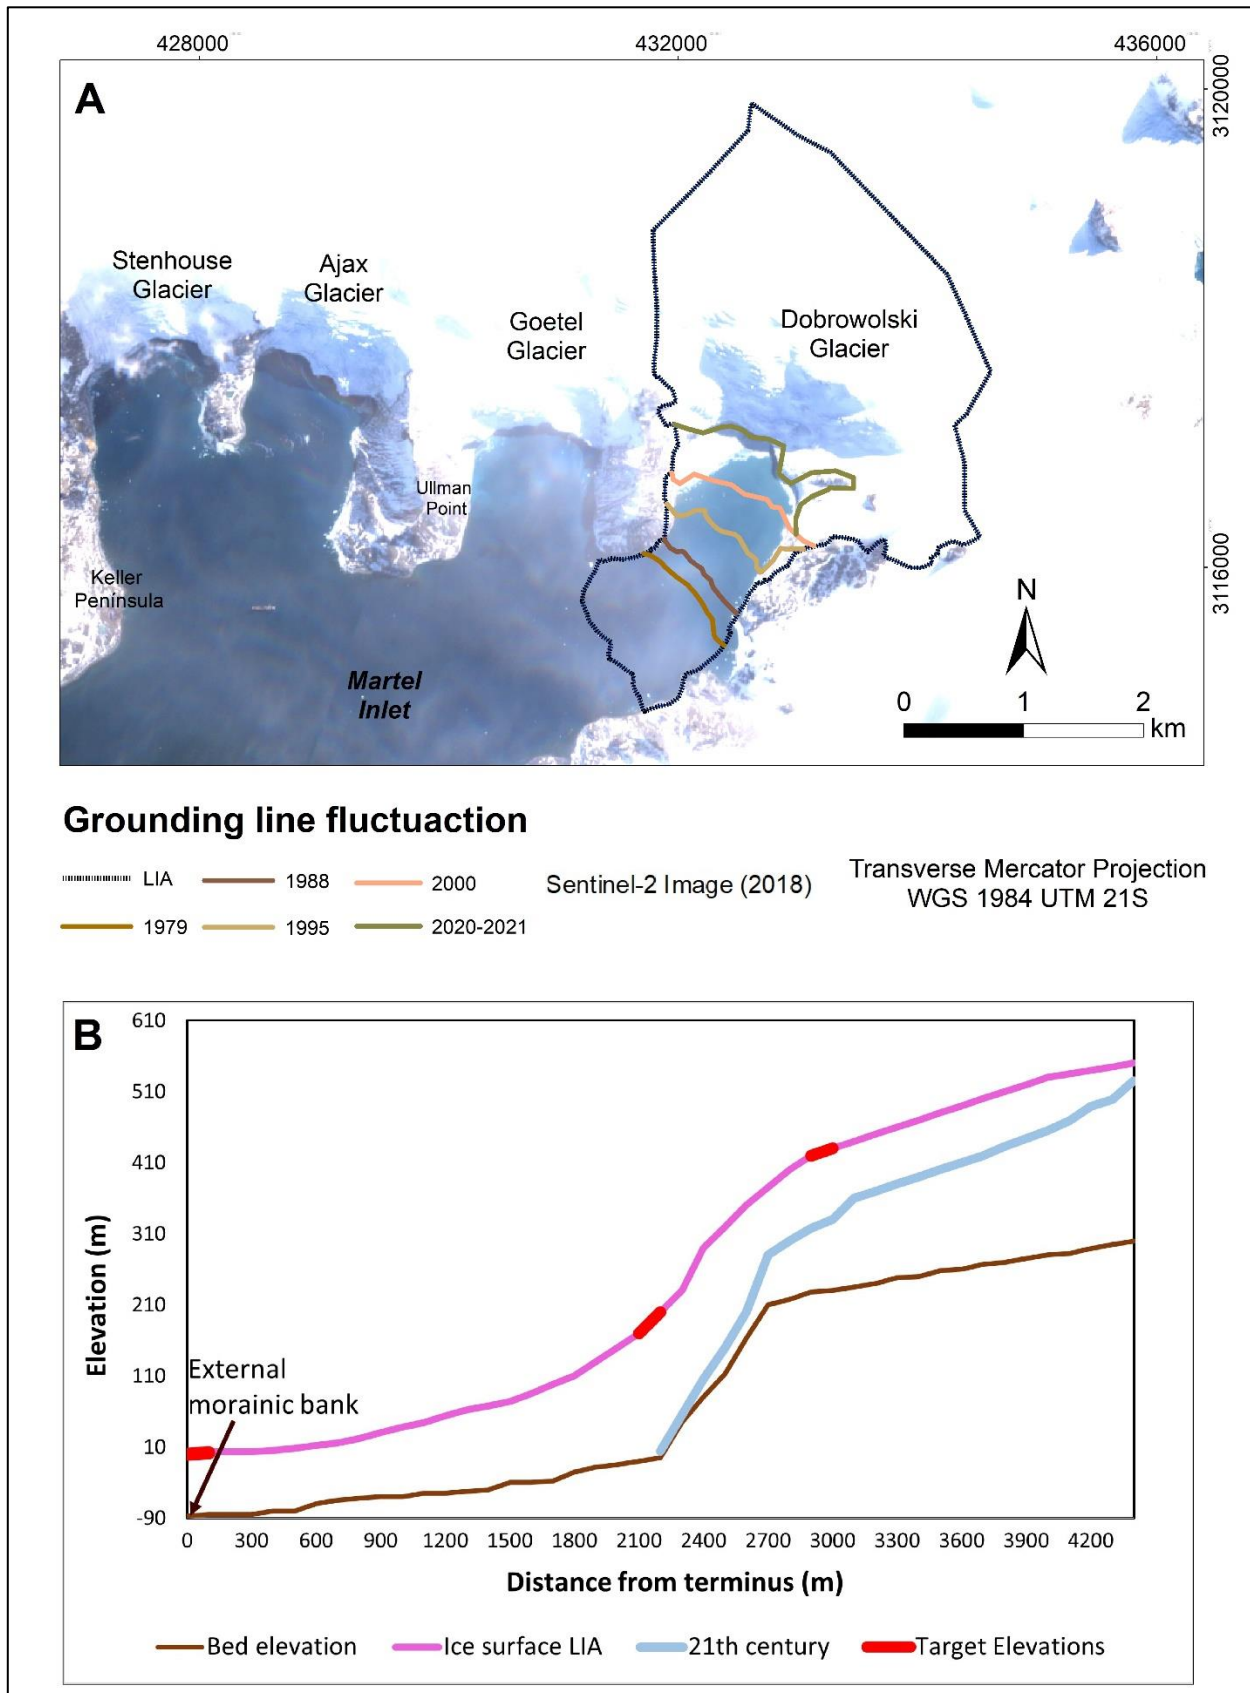 428000
432000
436000
A
3120000
Stenhouse
Glacier
Ajax
Glacier
Goetel
Glacier
Dobrowolski
Glacier
Ullman
Point
Keller
Península
3116000
N
Martel
Inlet
0 1 2
km
Grounding line fluctuaction
LIA 1988 2000
1979 1995 2020-2021
Sentinel-2 Image (2018)
Transverse Mercator Projection
WGS 1984 UTM 21S
B
610
510
410
310
210
110
10
-90
Elevation (m)
External
morainic bank
0 300 600 900 1200 1500 1800 2100 2400 2700 3000 3300 3600 3900 4200
Distance from terminus (m)
Bed elevation Ice surface LIA 21th century Target Elevations